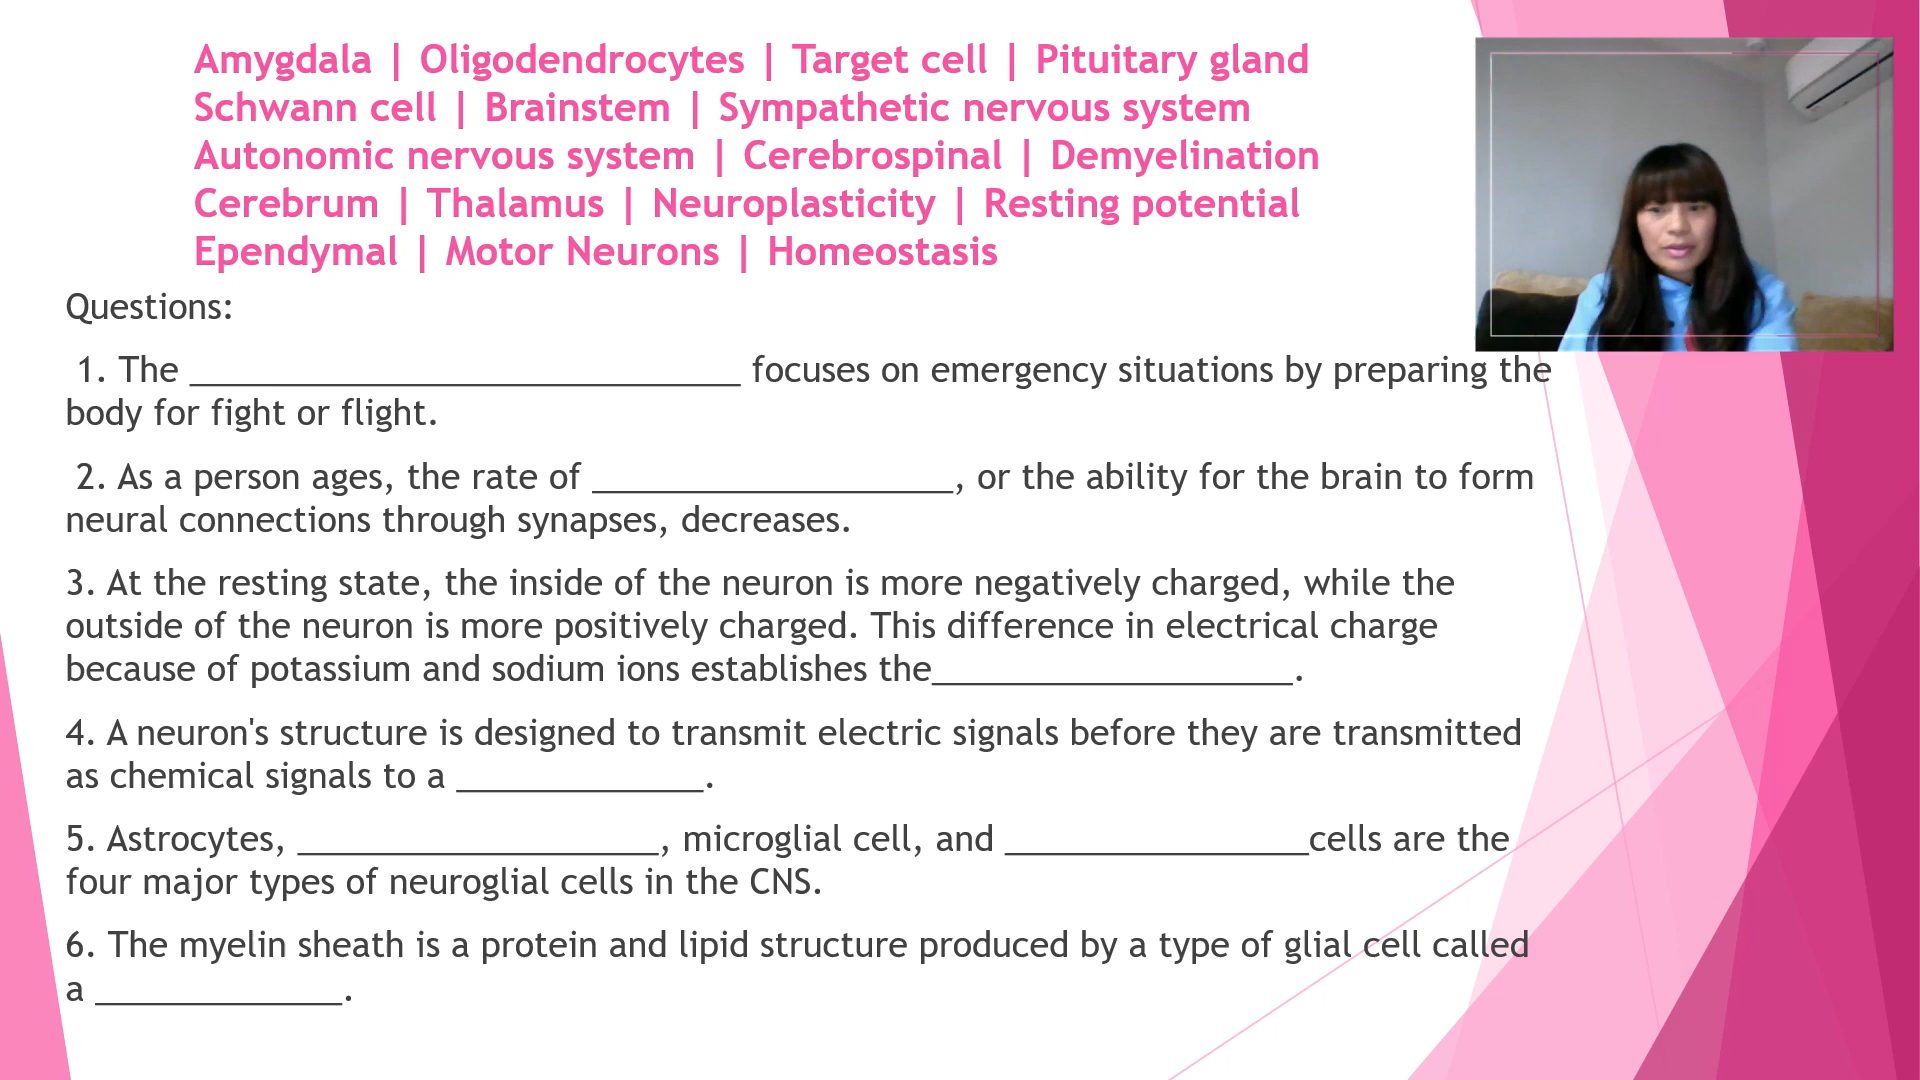 Amygdala | Oligodendrocytes | Target cell | Pituitary gland
Schwann cell | Brainstem | Sympathetic nervous system
Autonomic nervous system | Cerebrospinal | Demyelination
Cerebrum | Thalamus | Neuroplasticity | Resting potential
Ependymal | Motor Neurons | Homeostasis
Questions:
1. The _____________________________ focuses on emergency situations by preparing the
body for fight or flight.
2. As a person ages, the rate of ___________________, or the ability for the brain to form
neural connections through synapses, decreases.
3. At the resting state, the inside of the neuron is more negatively charged, while the
outside of the neuron is more positively charged. This difference in electrical charge
because of potassium and sodium ions establishes the___________________.
4. A neuron's structure is designed to transmit electric signals before they are transmitted
as chemical signals to a _____________.
5. Astrocytes, ___________________, microglial cell, and ________________cells are the
four major types of neuroglial cells in the CNS.
6. The myelin sheath is a protein and lipid structure produced by a type of glial cell called
a _____________.